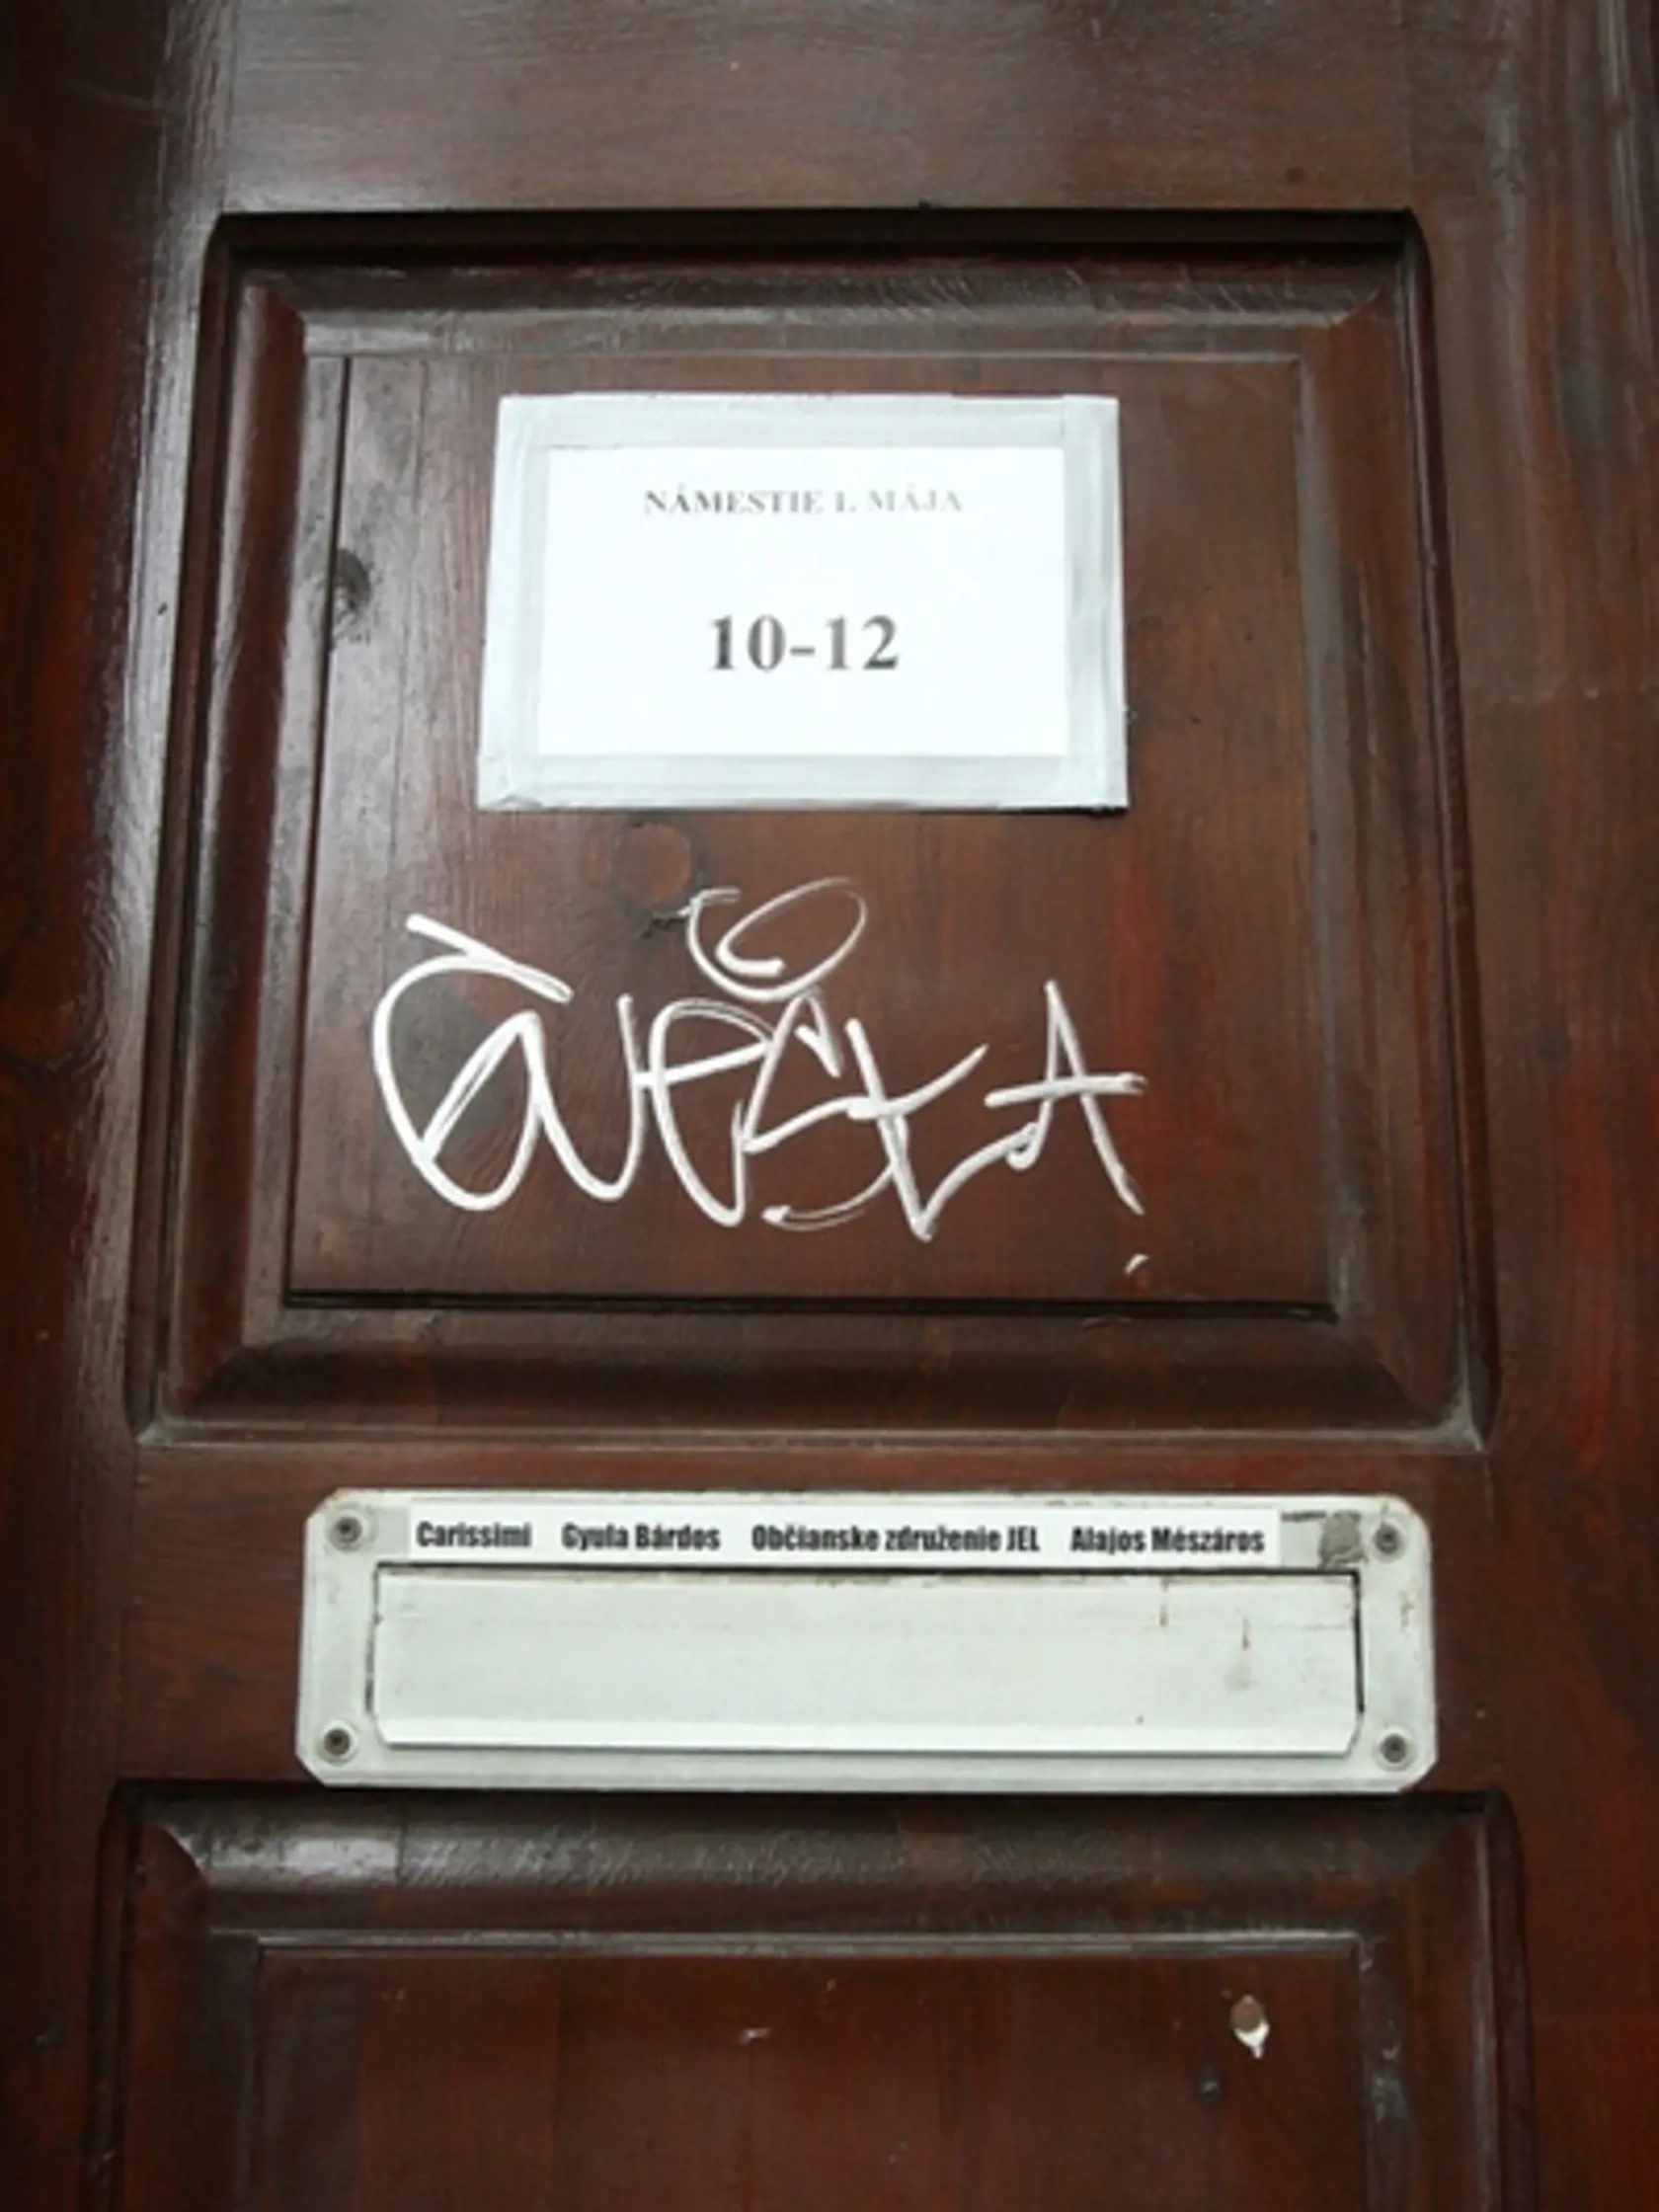 NÁMESTIE 1. MÁJA
10-12
Carissimi Gyula Bárdos Občianske združenie JEL Alajos Mészáros